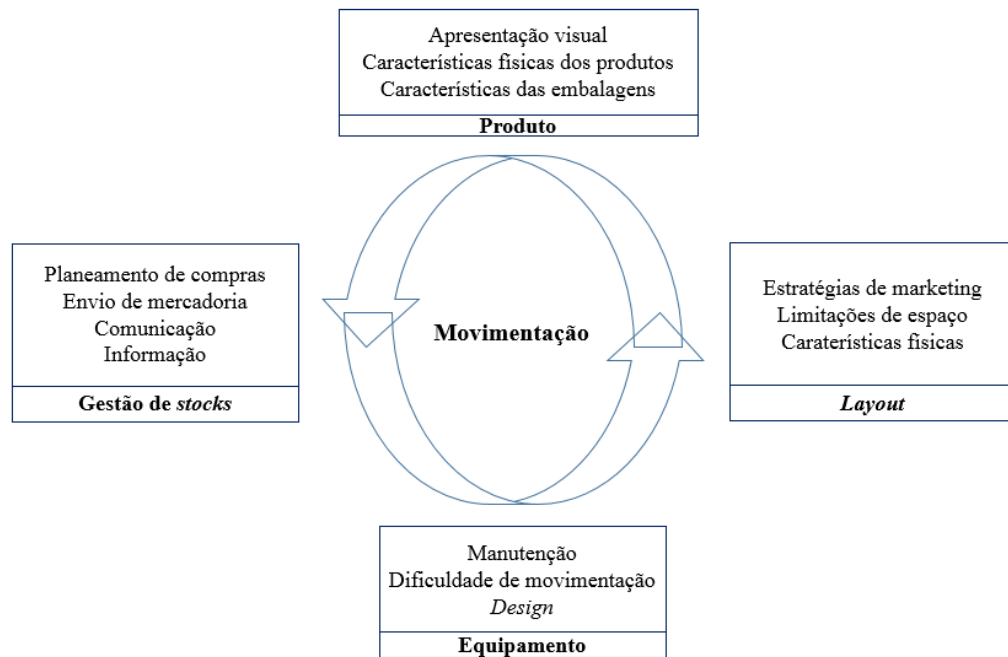 Apresentação visual
Características físicas dos produtos
Características das embalagens
Produto
Planeamento de compras
Envio de mercadoria
Comunicação
Informação
Gestão de stocks
Movimentação
Estratégias de marketing
Limitações de espaço
Caraterísticas físicas
Layout
Manutenção
Dificuldade de movimentação
Design
Equipamento